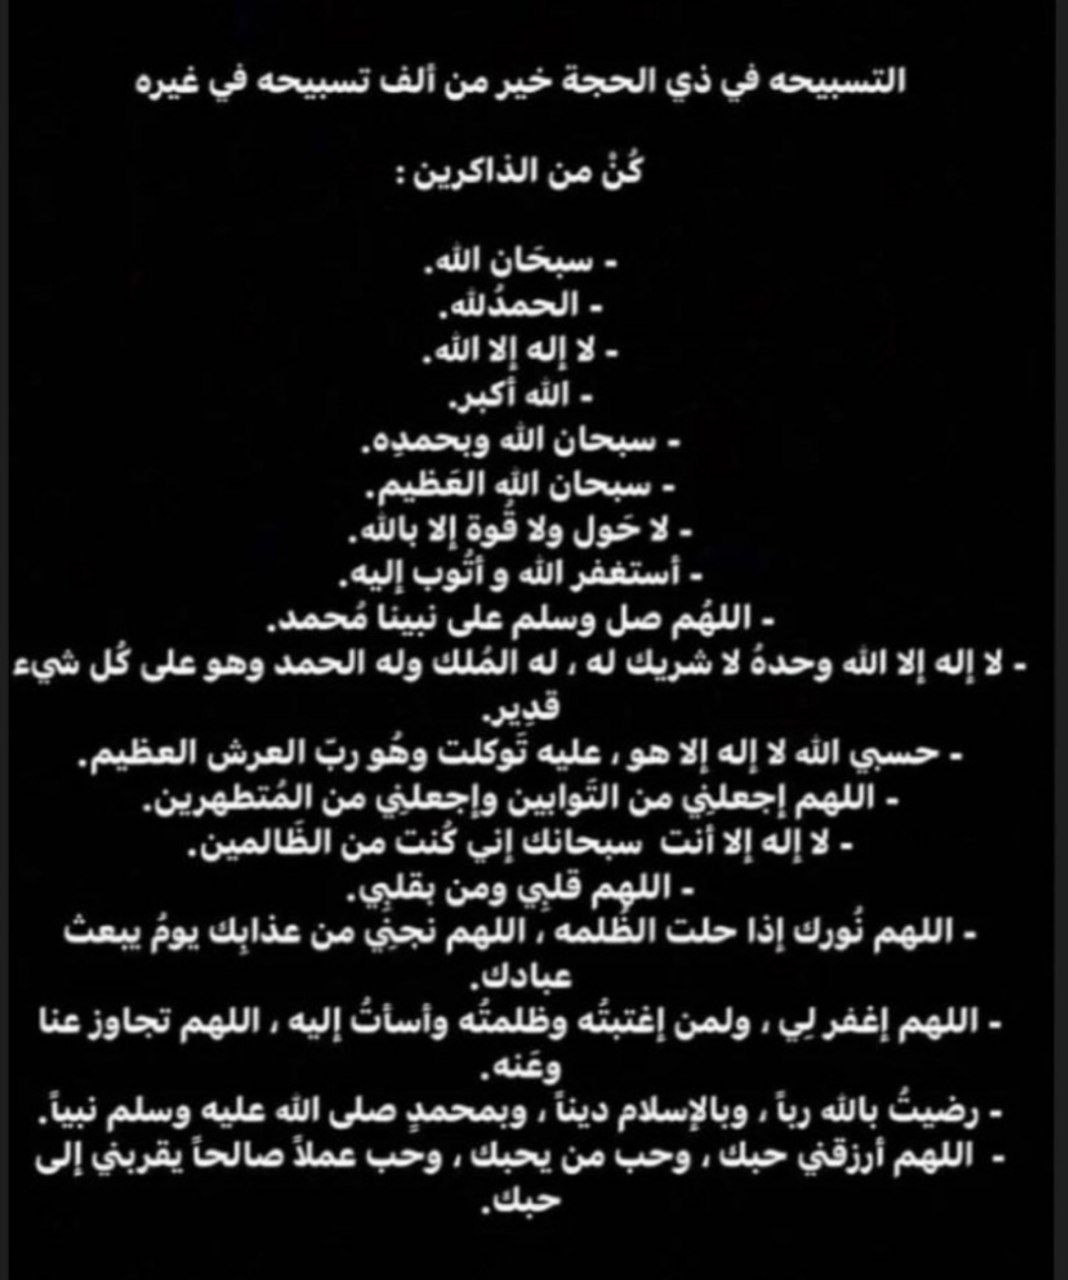 التسبيحه في ذي الحجة خير من ألف تسبيحه في غيره
كُنْ من الذاكرين :
- سبحَان الله.
- الحمدُلله.
- لا إله إلا الله.
- الله أكبر.
- سبحان الله وبحمدِه.
- سبحان الله العَظيم.
- لا حَول ولا قُوة إلا بالله.
- أستغفر الله و أتُوب إليه.
- اللهُم صل وسلم على نبينا مُحمد.
- لا إله إلا الله وحدهُ لا شريك له ، له المُلك وله الحمد وهو على كُل شيء
قدِير.
- حسبي الله لا إله إلا هو ، عليه تَوكلت وهُو ربَ العرش العظيم.
- اللهم إجعلنِي من التَوابين وإجعلنِي من المُتطهرين.
- لا إله إلا أنت سبحانك إني كُنت من الظَالمين.
- اللهم قلبِي ومن بقلبِي.
- اللهم نُورك إذا حلت الظُلمه ، اللهم نجنِي من عذابِك يومُ يبعث
عبادك.
- اللهم إغفر لِي ، ولمن إغتبتُه وظلمتُه وأسأتُ إليه ، اللهم تجاوز عنا
وعَنه.
- رضيتُ بالله رباً ، وبالإسلام ديناً ، وبمحمدٍ صلى الله عليه وسلم نبياً.
- اللهم أرزقني حبك ، وحب من يحبك ، وحب عملاً صالحاً يقربني إلى
حبك.